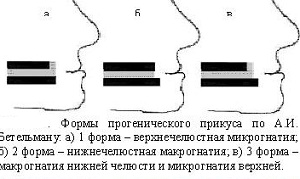 а б в
. Формы прогенического прикуса по А.И.
Бетельману: а) 1 форма – верхнечелюстная микрогнатия;
б) 2 форма – нижнечелюстная макрогнатия; в) 3 форма –
макрогнатия нижней челюсти и микрогнатия верхней.